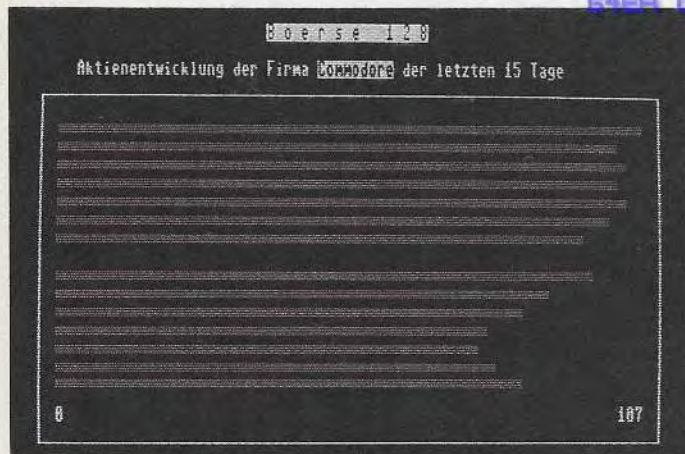 Boerse 128
Aktienentwicklung der Firma Commodore der letzten 15 Tage
0
107